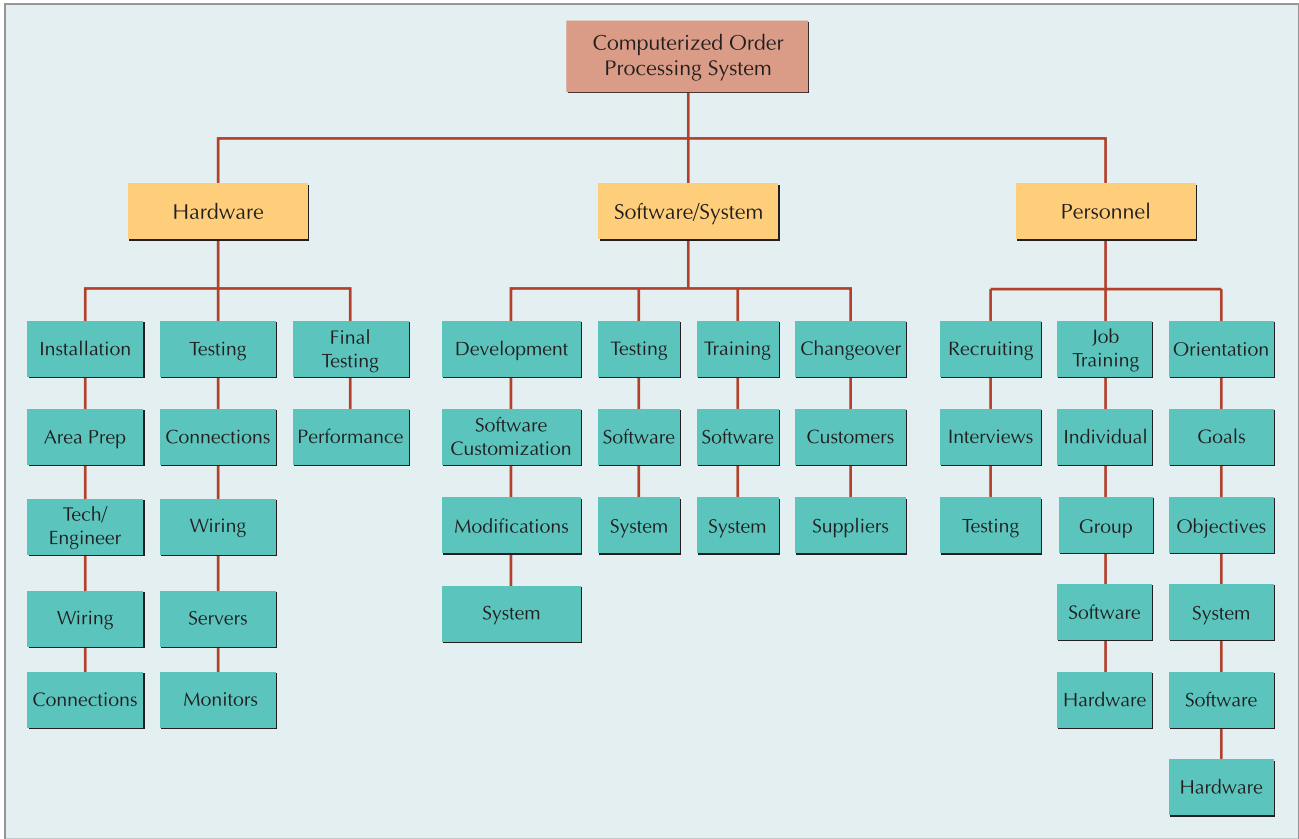 Computerized Order
Processing System
Hardware
Software/System
Personnel
Installation
Testing
Final
Testing
Development
Testing
Training
Changeover
Recruiting
Job
Training
Orientation
Area Prep
Connections
Performance
Software
Customization
Software
Software
Customers
Interviews
Individual
Goals
Tech/
Engineer
Wiring
Modifications
System
System
Suppliers
Testing
Group
Objectives
Wiring
Servers
System
Software
System
Connections
Monitors
Hardware
Software
Hardware